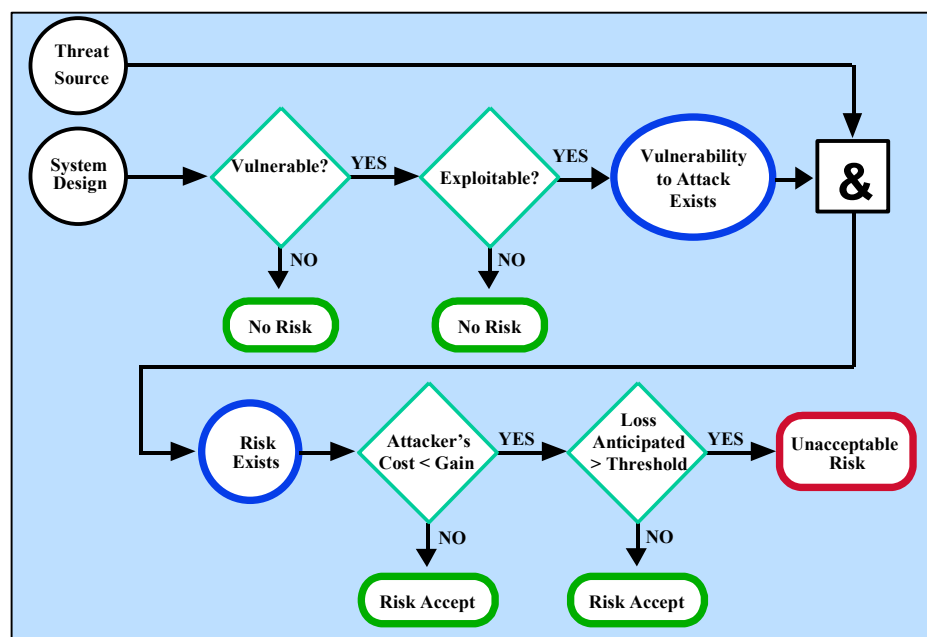 Threat
Source
System
Design
Vulnerable?
YES
Exploitable?
YES
Vulnerability
to Attack
Exists
&
NO
NO
No Risk
No Risk
Risk
Exists
Attacker's
Cost < Gain
YES
Loss
Anticipated
> Threshold
YES
Unacceptable
Risk
NO
NO
Risk Accept
Risk Accept